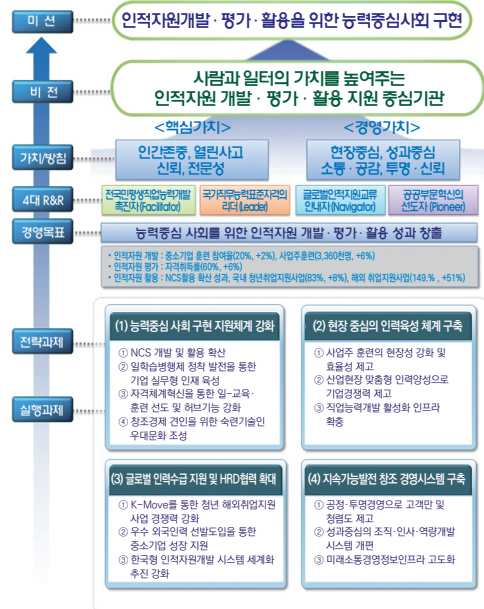 미 션
인적자원개발 · 평가 · 활용을 위한 능력중심사회 구현
비 전
사람과 일터의 가치를 높여주는
인적자원 개발 · 평가 · 활용 지원 중심기관
<핵심가치>
<경영가치>
가치/방침
인간존중, 열린사고
신뢰, 전문성
현장중심, 성과중심
소통 · 공감, 투명 · 신뢰
4대 R&R
전국민평생직업능력개발
촉진자(Facilitator)
국가직무능력표준자격의
리더(Leader)
글로벌인적자원교류
안내자(Navigator)
공공부문혁신의
선도자(Pioneer)
경영목표
능력중심 사회를 위한 인적자원 개발 · 평가 · 활용 성과 창출
• 인적자원 개발 : 중소기업 훈련 참여율(20%, +2%), 사업주훈련(3,360천명, +6%)
• 인적자원 평가 : 자격취득률(60%, +6%)
• 인적자원 활용 : NCS활용 확산 성과, 국내 청년취업지원사업(83%, +8%), 해외 취업지원사업(149.% , +51%)
전략과제
실행과제
(1) 능력중심 사회 구현 지원체계 강화
① NCS 개발 및 활용 확산
② 일학습병행제 정착 발전을 통한
기업 실무형 인재 육성
③ 자격체계혁신을 통한 일-교육·
훈련 선도 및 허브기능 강화
④ 창조경제 견인을 위한 숙련기술인
우대문화 조성
(2) 현장 중심의 인력육성 체계 구축
① 사업주 훈련의 현장성 강화 및
효율성 제고
② 산업현장 맞춤형 인력양성으로
기업경쟁력 제고
③ 직업능력개발 활성화 인프라
확충
(3) 글로벌 인력수급 지원 및 HRD협력 확대
① K-Move를 통한 청년 해외취업지원
사업 경쟁력 강화
② 우수 외국인력 선발도입을 통한
중소기업 성장 지원
③ 한국형 인적자원개발 시스템 세계화
추진 강화
(4) 지속가능발전 창조 경영시스템 구축
① 공정·투명경영으로 고객만 및
청렴도 제고
② 성과중심의 조직·인사·역량개발
시스템 개편
③ 미래소통경영정보인프라 고도화